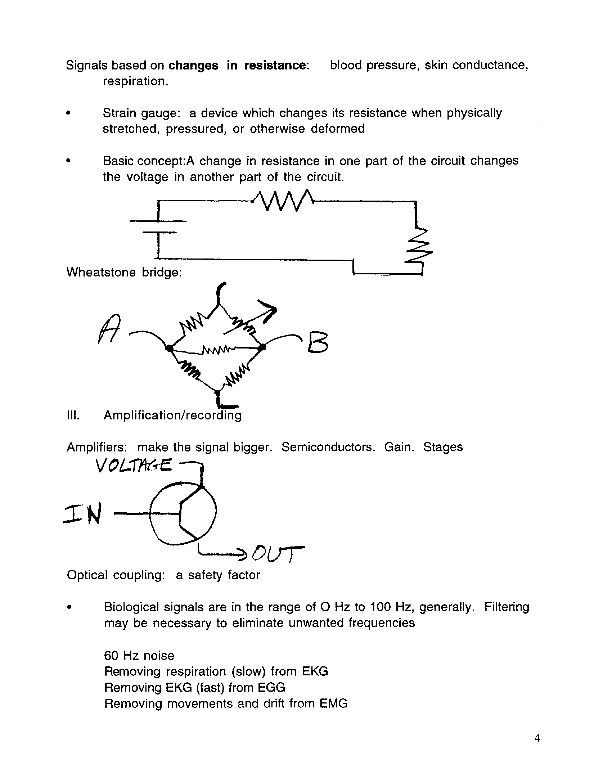 Signals based on changes in resistance: blood pressure, skin conductance,
respiration.
• Strain gauge: a device which changes its resistance when physically
stretched, pressured, or otherwise deformed
• Basic concept:A change in resistance in one part of the circuit changes
the voltage in another part of the circuit.
Wheatstone bridge:
A B
III. Amplification/recording
Amplifiers: make the signal bigger. Semiconductors. Gain. Stages
VOLTAGE
IN
OUT
Optical coupling: a safety factor
• Biological signals are in the range of O Hz to 100 Hz, generally. Filtering
may be necessary to eliminate unwanted frequencies
60 Hz noise
Removing respiration (slow) from EKG
Removing EKG (fast) from EGG
Removing movements and drift from EMG
4